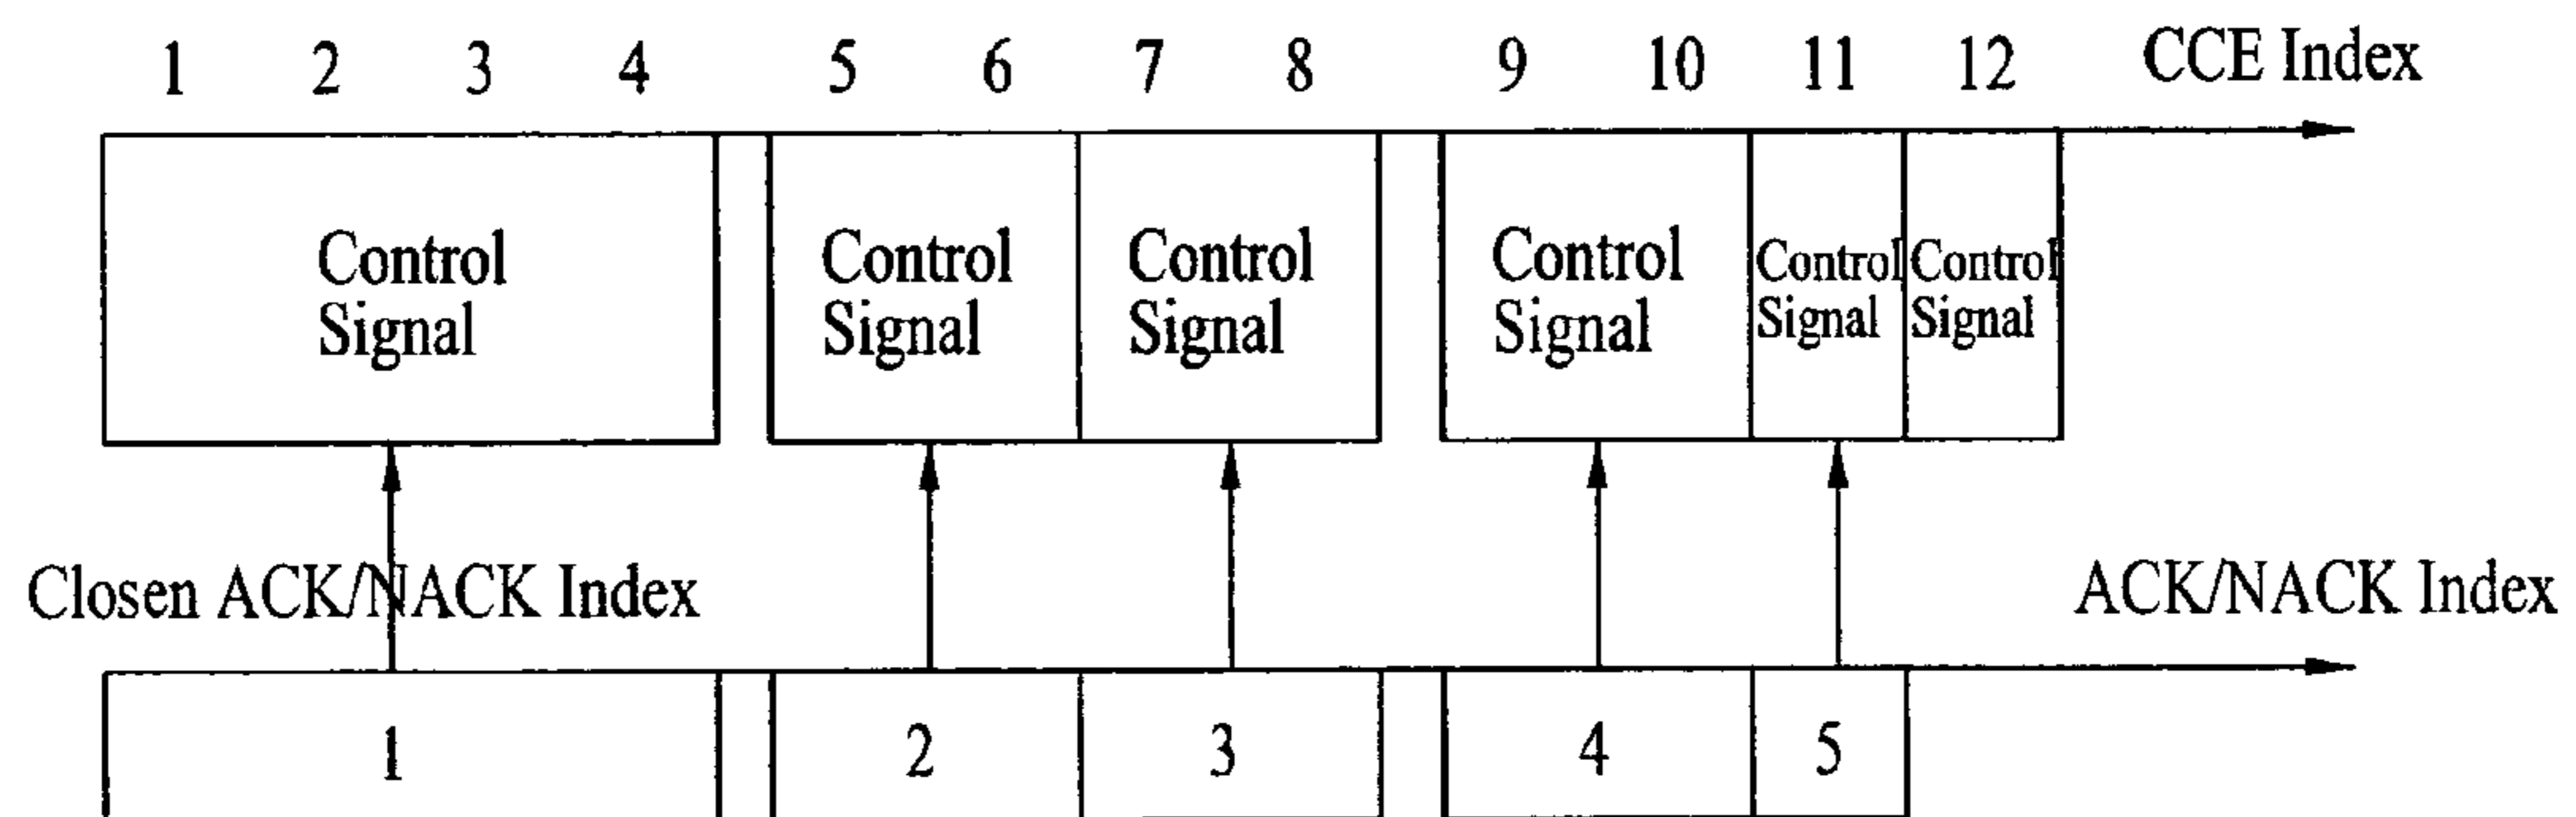 1 2 3 4 5 6 7 8 9 10 11 12 CCE Index
Control Control Control Control Control Control
Signal Signal Signal Signal Signal Signal
Closen ACK/NACK Index ACK/NACK Index
1 2 3 4 5